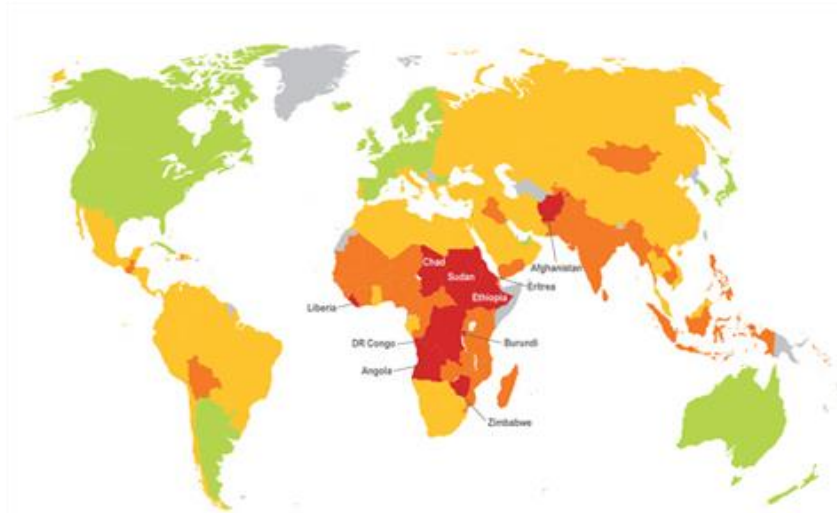 Chad
Sudan
Afghanistan
Eritrea
Ethiopia
Liberia
DR Congo
Burundi
Angola
Zimbabwe